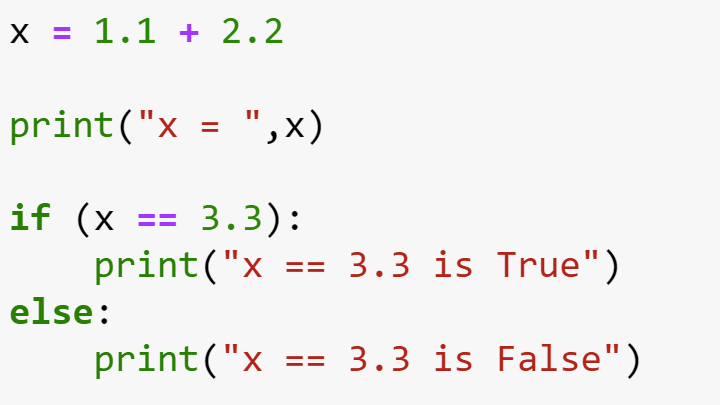 x = 1.1 + 2.2
print("x = ",x)
if (x == 3.3):
    print("x == 3.3 is True")
else:
    print("x == 3.3 is False")